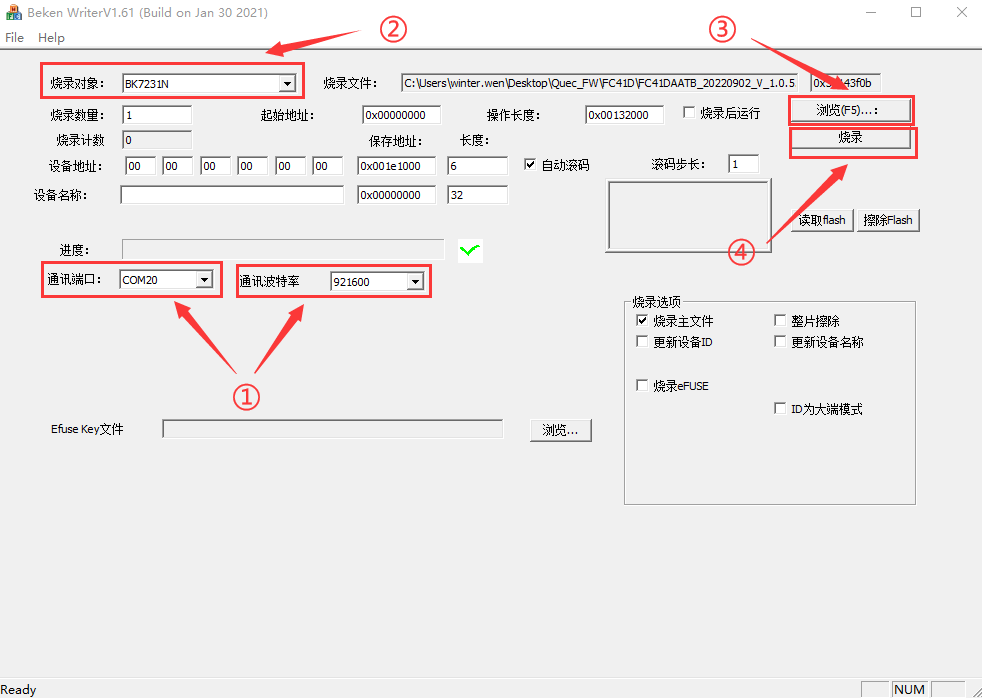 Beken WriterV1.61 (Build on Jan 30 2021)
File Help
② ③
烧录对象: BK7231N 烧录文件: C:\Users\winter.wen\Desktop\Quec_FW\FC41D\FC41DAATB_20220902_V_1.0.5
烧录数量: 1 起始地址: 0x00000000 操作长度: 0x00132000 烧录后运行 浏览(F5)...:
烧录计数 0 保存地址: 长度: 烧录
设备地址: 00 00 00 00 00 00 0x001e1000 6 自动滚码 滚码步长: 1
设备名称: 0x00000000 32
读取flash 擦除Flash
进度: ④
通讯端口: COM20 通讯波特率 921600
烧录选项
烧录主文件 整片擦除
更新设备ID 更新设备名称
烧录eFUSE
①
ID为大端模式
Efuse Key文件 浏览...
Ready NUM